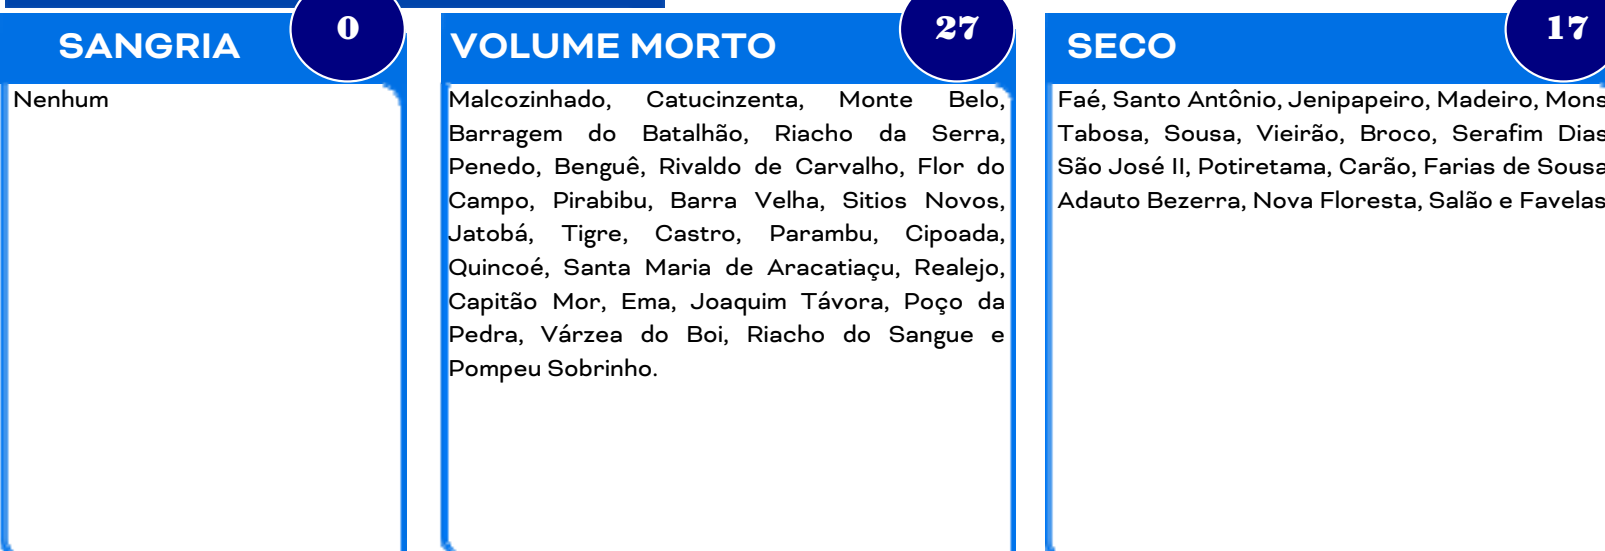 SANGRIA
0
Nenhum
VOLUME MORTO
27
Malcozinhado, Catucinzenta, Monte Belo,
Barragem do Batalhão, Riacho da Serra,
Penedo, Benguê, Rivaldo de Carvalho, Flor do
Campo, Pirabibu, Barra Velha, Sitios Novos,
Jatobá, Tigre, Castro, Parambu, Cipoada,
Quincoé, Santa Maria de Aracatiaçu, Realejo,
Capitão Mor, Ema, Joaquim Távora, Poço da
Pedra, Várzea do Boi, Riacho do Sangue e
Pompeu Sobrinho.
SECO
17
Faé, Santo Antônio, Jenipapeiro, Madeiro, Mons
Tabosa, Sousa, Vieirão, Broco, Serafim Dias
São José II, Potiretama, Carão, Farias de Sousa
Adauto Bezerra, Nova Floresta, Salão e Favelas